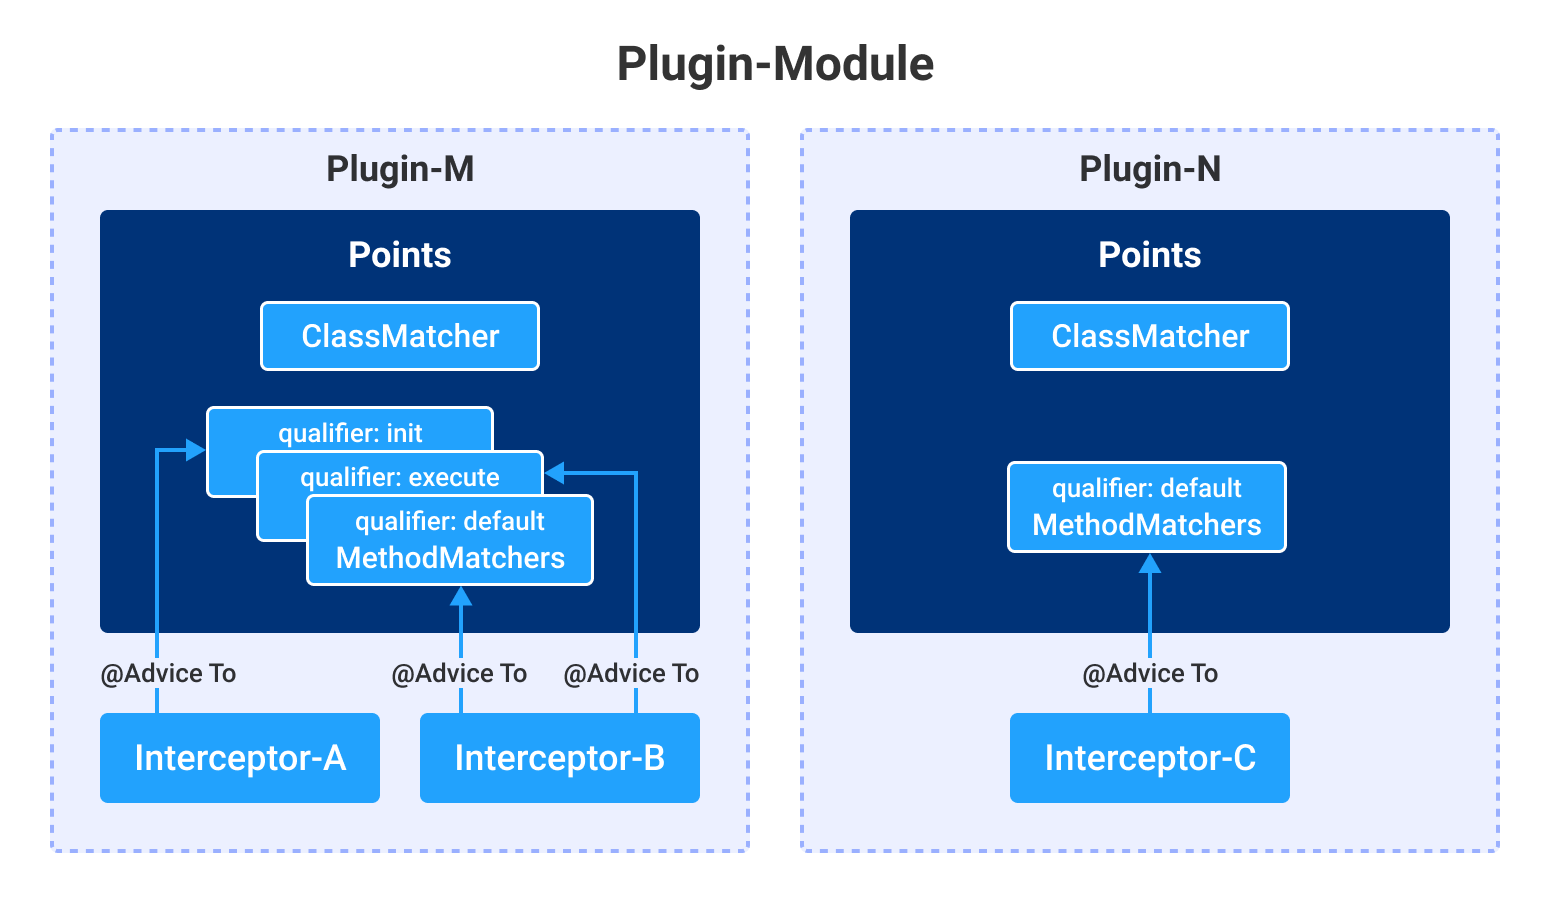 Plugin-Module
Plugin-M
Points
ClassMatcher
qualifier: init
qualifier: execute
qualifier: default
MethodMatchers
@Advice To
@Advice To
@Advice To
Interceptor-A
Interceptor-B
Plugin-N
Points
ClassMatcher
qualifier: default
MethodMatchers
@Advice To
Interceptor-C